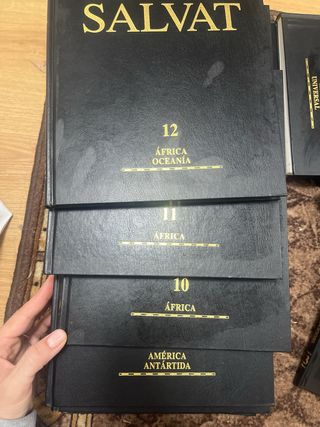 SALVAT
12
ÁFRICA
OCEANÍA
11
ÁFRICA
10
ÁFRICA
AMÉRICA
ANTÁRTIDA
UNIVERSAL